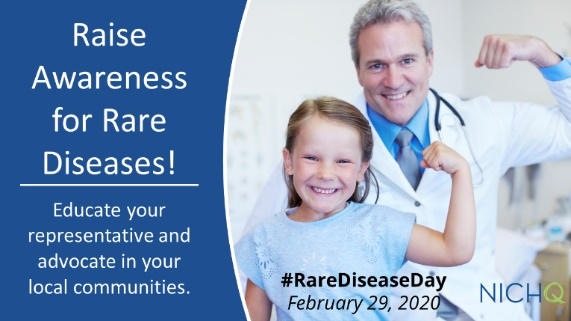 Raise
Awareness
for Rare
Diseases!
Educate your
representative and
advocate in your
local communities.
#RareDiseaseDay
February 29, 2020
NICHQ